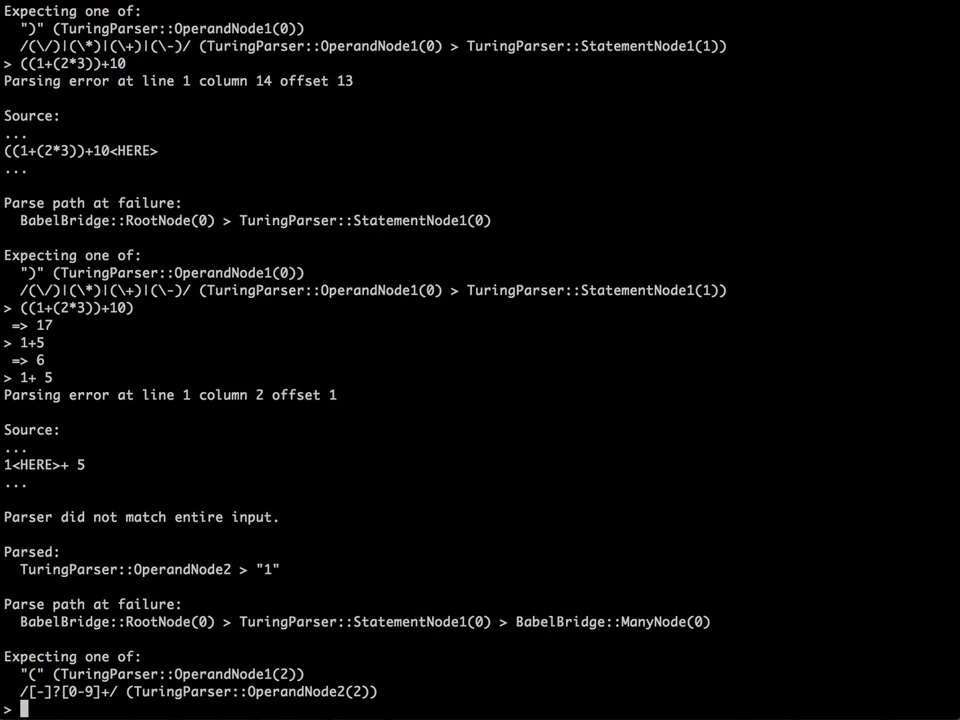 Expecting one of:
")" (TuringParser::OperandNode1(0))
/(\/)|(\*)|(\+)|(\-)/ (TuringParser::OperandNode1(0) > TuringParser::StatementNode1(1))
> ((1+(2*3))+10
Parsing error at line 1 column 14 offset 13
Source:
...
((1+(2*3))+10<HERE>
...
Parse path at failure:
BabelBridge::RootNode(0) > TuringParser::StatementNode1(0)
Expecting one of:
")" (TuringParser::OperandNode1(0))
/(\/)|(\*)|(\+)|(\-)/ (TuringParser::OperandNode1(0) > TuringParser::StatementNode1(1))
> ((1+(2*3))+10)
=> 17
> 1+5
=> 6
> 1+ 5
Parsing error at line 1 column 2 offset 1
Source:
...
1<HERE>+ 5
...
Parser did not match entire input.
Parsed:
TuringParser::OperandNode2 > "1"
Parse path at failure:
BabelBridge::RootNode(0) > TuringParser::StatementNode1(0) > BabelBridge::ManyNode(0)
Expecting one of:
"(" (TuringParser::OperandNode1(2))
/[-]?[0-9]+/ (TuringParser::OperandNode2(2))
>